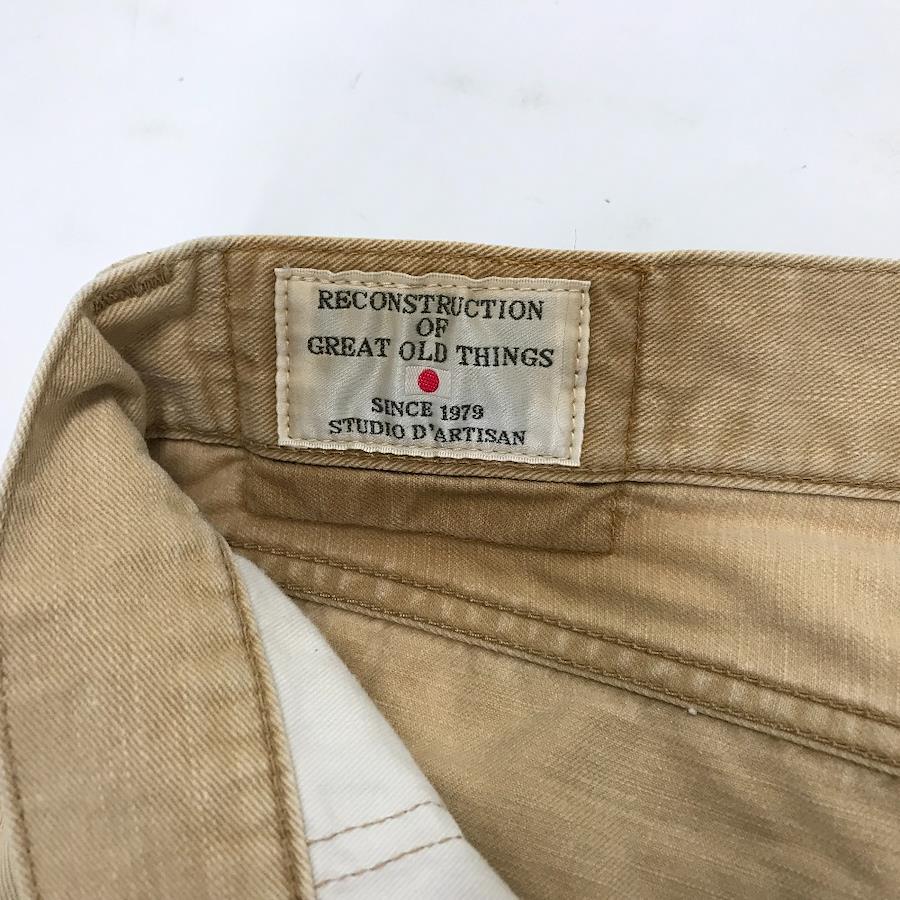 RECONSTRUCTION
OF
GREAT OLD THINGS
SINCE 1979
STUDIO D'ARTISAN